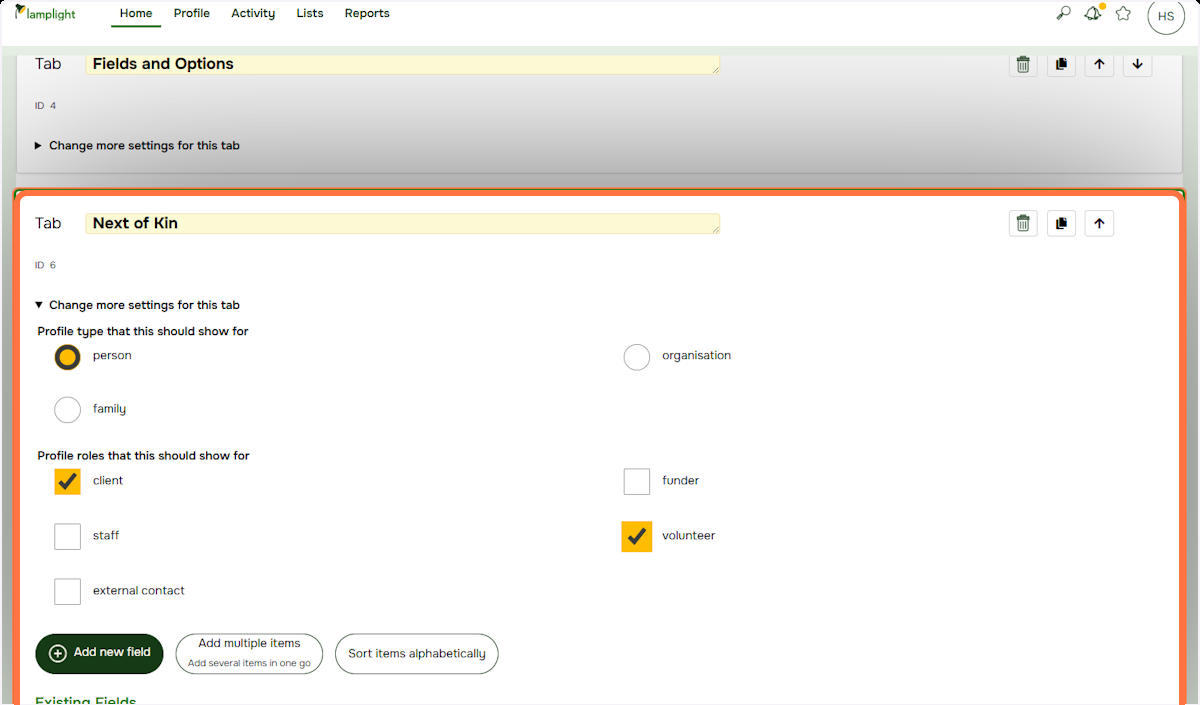 lamplight Home Profile Activity Lists Reports HS
Tab Fields and Options
ID 4
Change more settings for this tab
Tab Next of Kin
ID 6
Change more settings for this tab
Profile type that this should show for
person organisation
family
Profile roles that this should show for
client funder
staff volunteer
external contact
Add new field Add multiple items Sort items alphabetically
Add several items in one go
Existing Fields